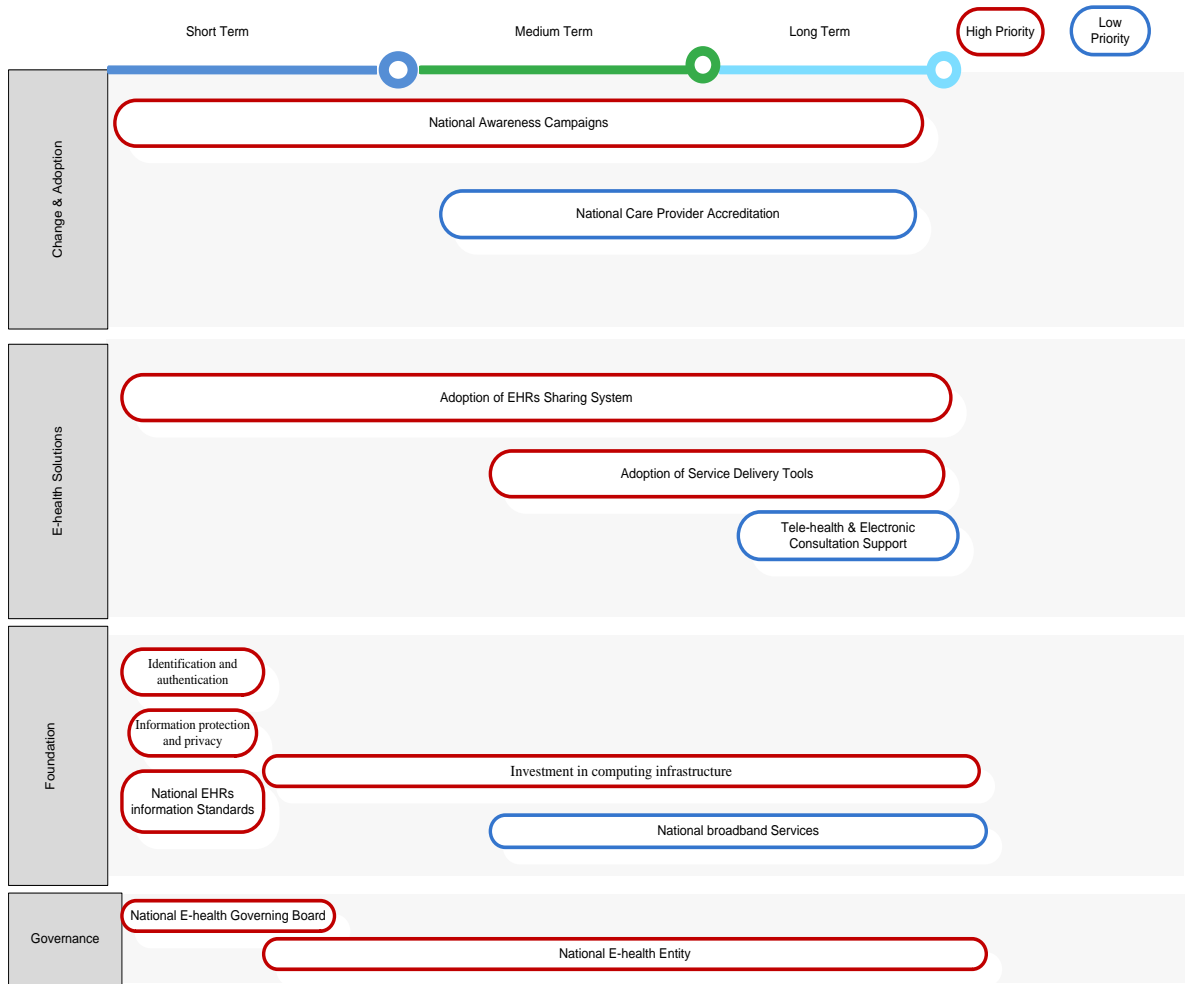 Short Term
Medium Term
Long Term
High Priority
Low
Priority
Change & Adoption
National Awareness Campaigns
National Care Provider Accreditation
E-health Solutions
Adoption of EHRs Sharing System
Adoption of Service Delivery Tools
Tele-health & Electronic
Consultation Support
Foundation
Identification and
authentication
Information protection
and privacy
National EHRs
information Standards
Investment in computing infrastructure
National broadband Services
Governance
National E-health Governing Board
National E-health Entity